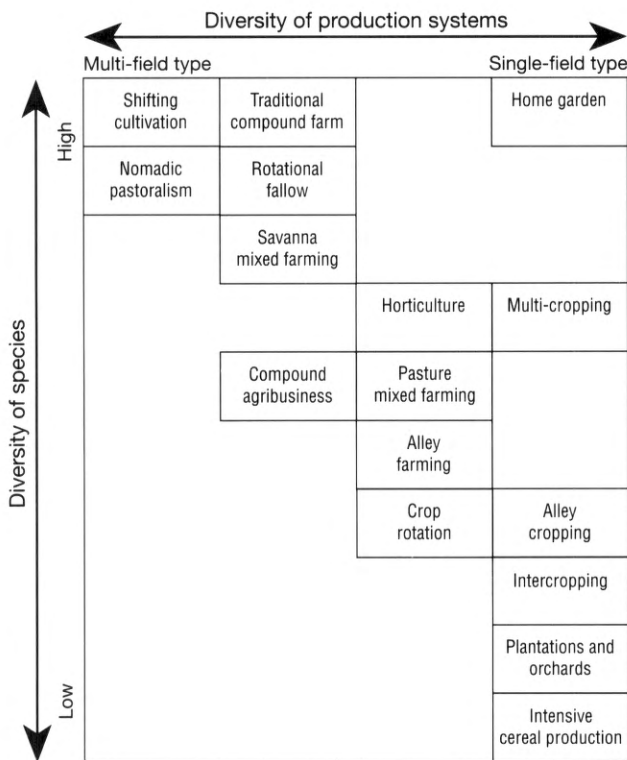 Diversity of production systems
Multi-field type
Single-field type
Diversity of species
High
Low
Shifting
cultivation
Traditional
compound farm
Home garden
Nomadic
pastoralism
Rotational
fallow
Savanna
mixed farming
Horticulture
Multi-cropping
Compound
agribusiness
Pasture
mixed farming
Alley
farming
Crop
rotation
Alley
cropping
Intercropping
Plantations and
orchards
Intensive
cereal production